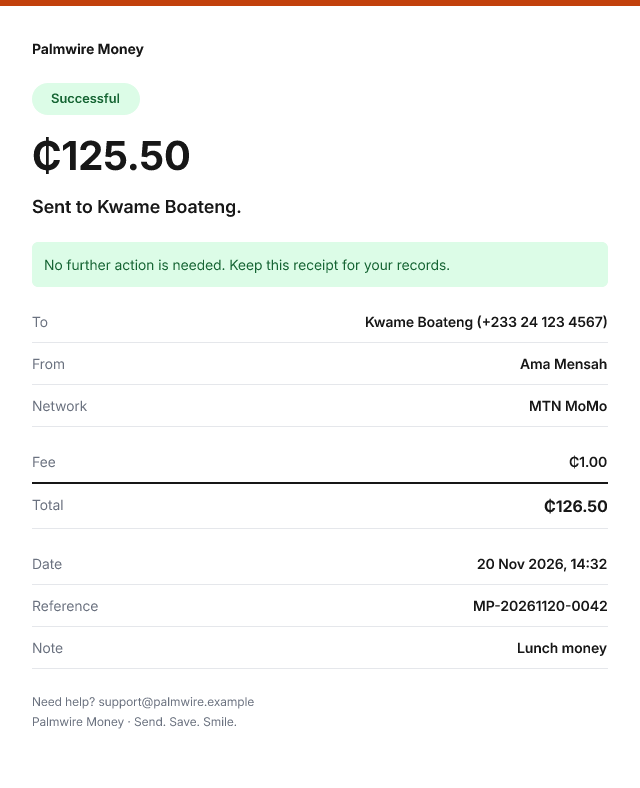 Palmwire Money
Successful
₵125.50
Sent to Kwame Boateng.
No further action is needed. Keep this receipt for your records.
To Kwame Boateng (+233 24 123 4567)
From Ama Mensah
Network MTN MoMo
Fee ₵1.00
Total ₵126.50
Date 20 Nov 2026, 14:32
Reference MP-20261120-0042
Note Lunch money
Need help? support@palmwire.example
Palmwire Money · Send. Save. Smile.